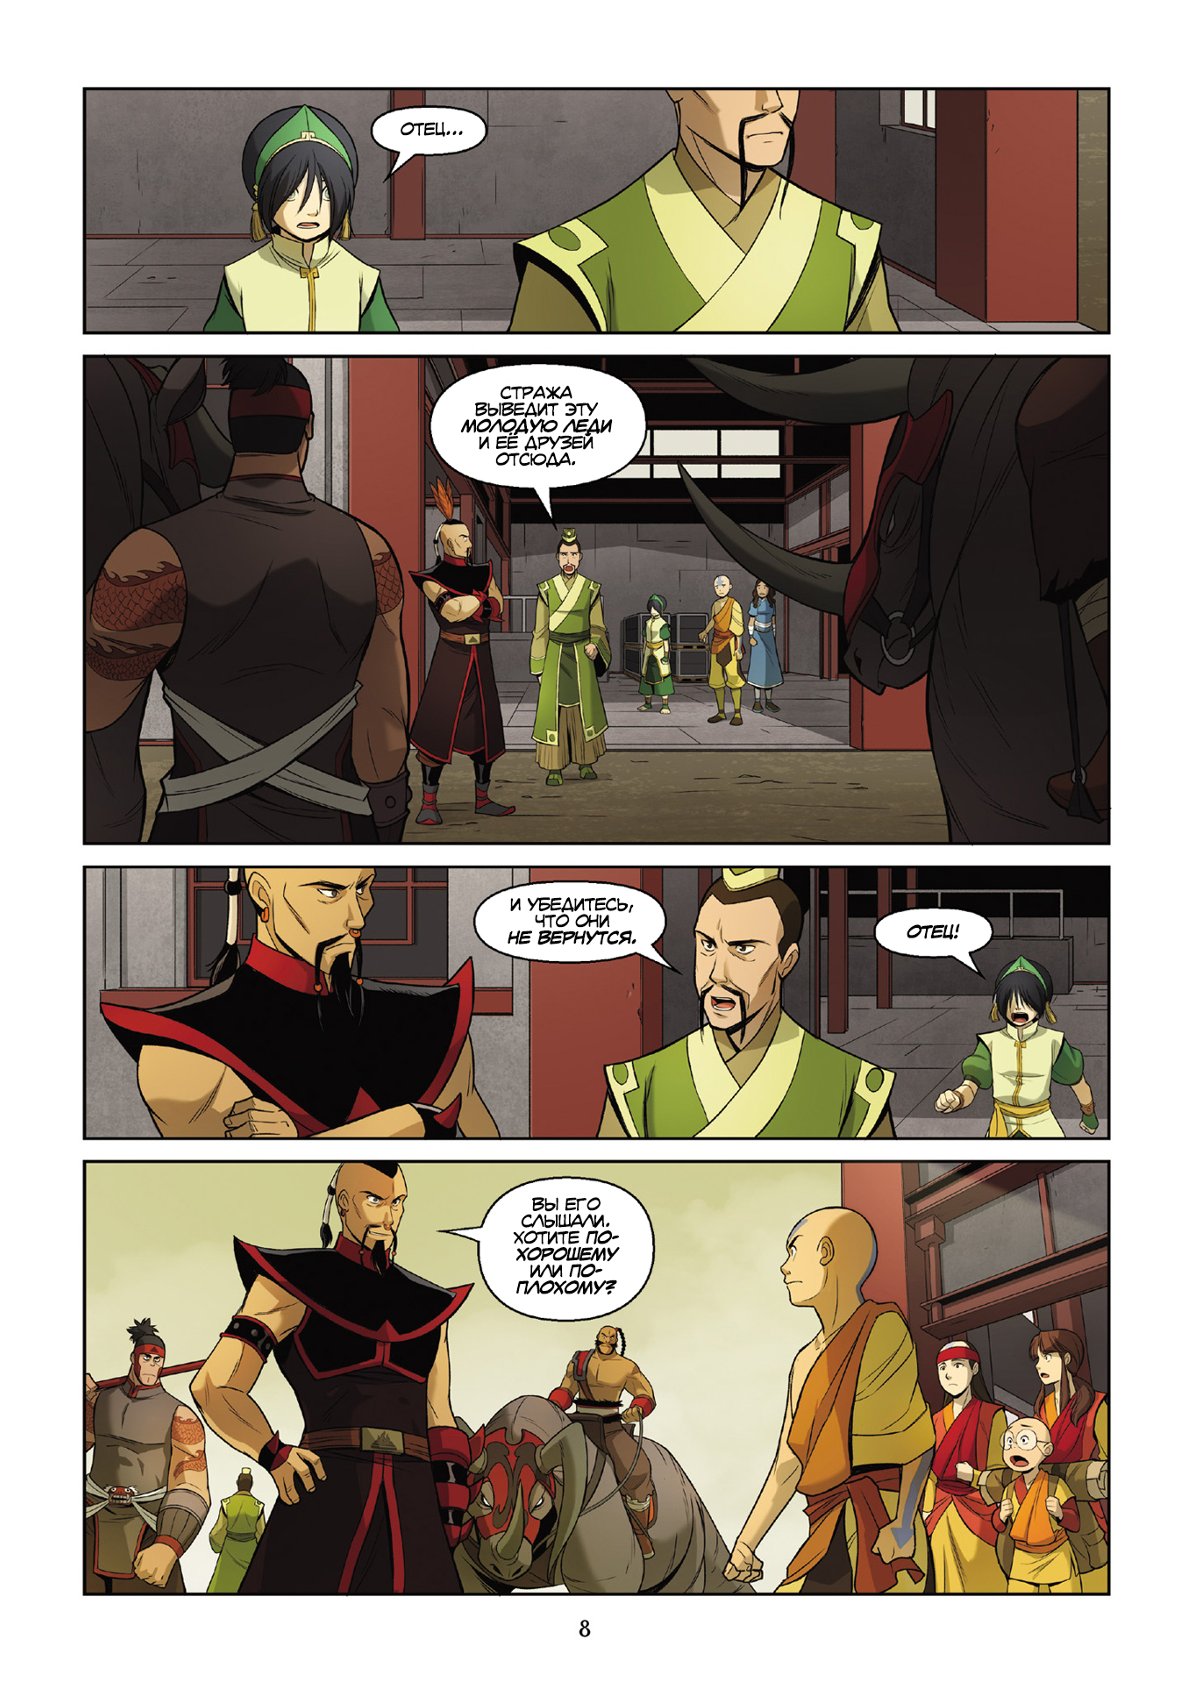 ОТЕЦ...
СТРАЖА
ВЫВЕДИТ ЭТУ
МОЛОДУЮ ЛЕДИ
И ЕЁ ДРУЗЕЙ
ОТСЮДА.
И УБЕДИТЕСЬ,
ЧТО ОНИ
НЕ ВЕРНУТСЯ.
ОТЕЦ!
ВЫ ЕГО
СЛЫШАЛИ.
ХОТИТЕ ПО-
ХОРОШЕМУ
ИЛИ ПО-
ПЛОХОМУ?
8